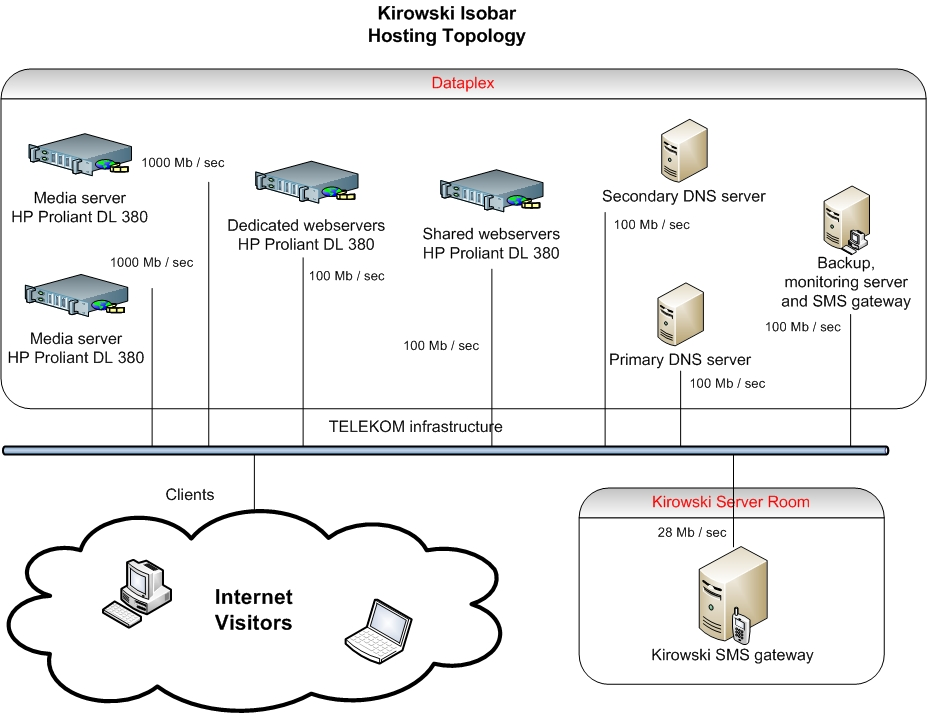 Kirowski Isobar
Hosting Topology
Dataplex
1000 Mb / sec
Media server
HP Proliant DL 380
1000 Mb / sec
Media server
HP Proliant DL 380
Dedicated webservers
HP Proliant DL 380
100 Mb / sec
Shared webservers
HP Proliant DL 380
100 Mb / sec
Secondary DNS server
100 Mb / sec
Primary DNS server
100 Mb / sec
Backup,
monitoring server
and SMS gateway
100 Mb / sec
TELEKOM infrastructure
Clients
Internet
Visitors
Kirowski Server Room
28 Mb / sec
Kirowski SMS gateway